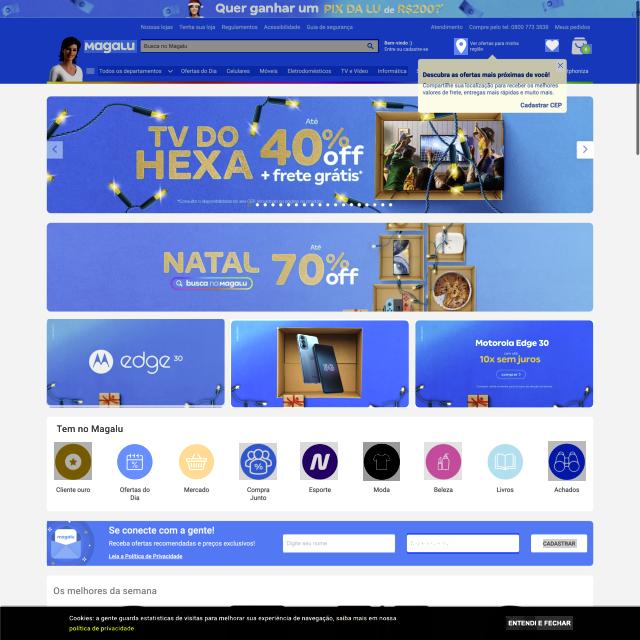 Quer ganhar um PIX DA LU de R$200?*
Nossas lojas Tenha sua loja Regulamentos Acessibilidade Guia de segurança
Atendimento Compre pelo tel: 0800 773 3838 Meus pedidos
Magalu
Busca no Magalu
Bem-vindo :)
Entre ou cadastre-se
Ver ofertas para minha região
0
Todos os departamentos Ofertas do Dia Celulares Móveis Eletrodomésticos TV e Vídeo Informática
Descubra as ofertas mais próximas de você!
Compartilhe sua localização para receber os melhores
valores de frete, entregas mais rápidas e muito mais.
Cadastrar CEP
TV DO
HEXA
Até
40%
off
+ frete grátis*
NATAL
busca no MAGALU
Até
70%
off
edge 30
5G
Motorola Edge 30
com até
10x sem juros
comprar >
Tem no Magalu
Cliente ouro
Ofertas do
Dia
Mercado
Compra
Junto
Esporte
Moda
Beleza
Livros
Achados
magalu
Se conecte com a gente!
Receba ofertas recomendadas e preços exclusivos!
Leia a Política de Privacidade
Digite seu nome
CADASTRAR
Os melhores da semana
Cookies: a gente guarda estatísticas de visitas para melhorar sua experiência de navegação, saiba mais em nossa
política de privacidade
ENTENDI E FECHAR